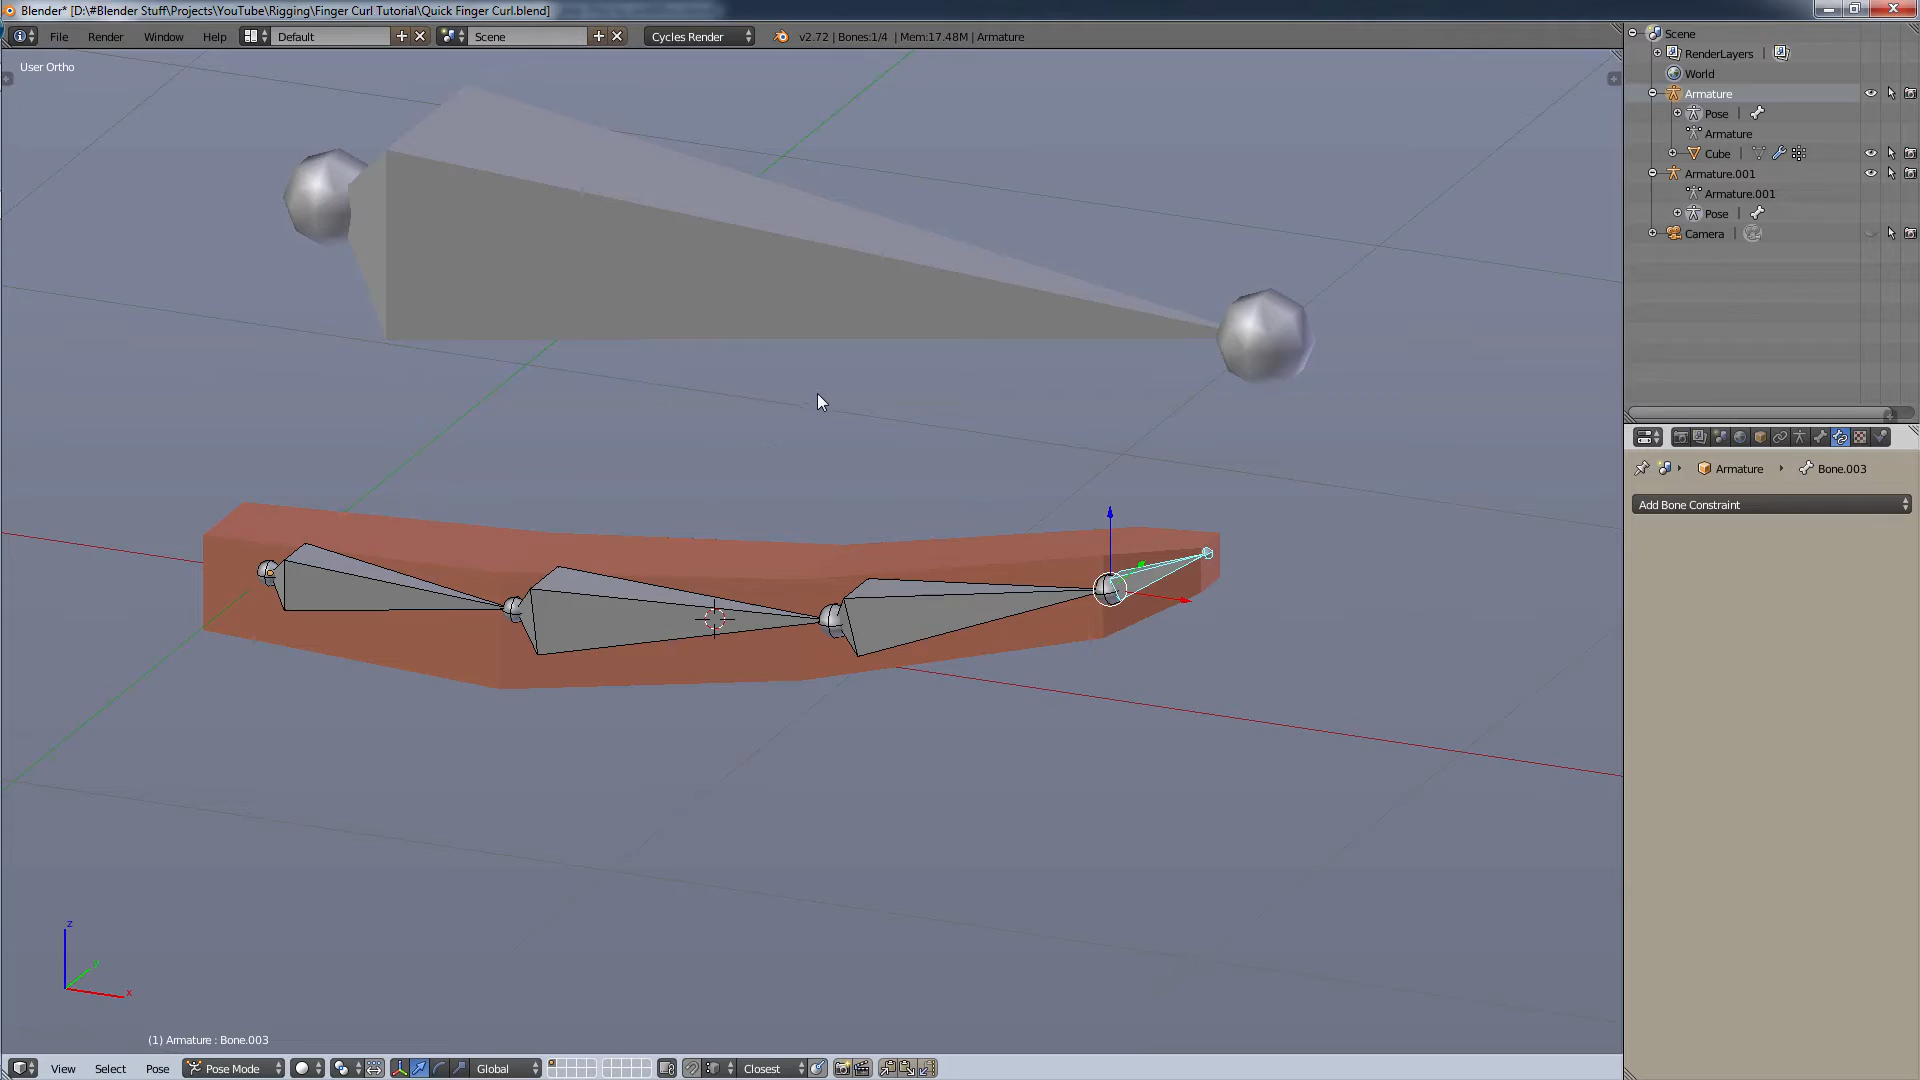 Blender* [D:\#Blender Stuff\Projects\YouTube\Rigging\Finger Curl Tutorial\Quick Finger Curl.blend]
File Render Window Help Default Scene Cycles Render v2.72 | Bones:1/4 | Mem:17.48M | Armature
User Ortho
Scene
RenderLayers
World
Armature
Pose
Armature
Cube
Armature.001
Armature.001
Pose
Camera
Armature Bone.003
Add Bone Constraint
z
y
x
(1) Armature : Bone.003
View Select Pose Pose Mode Global Closest